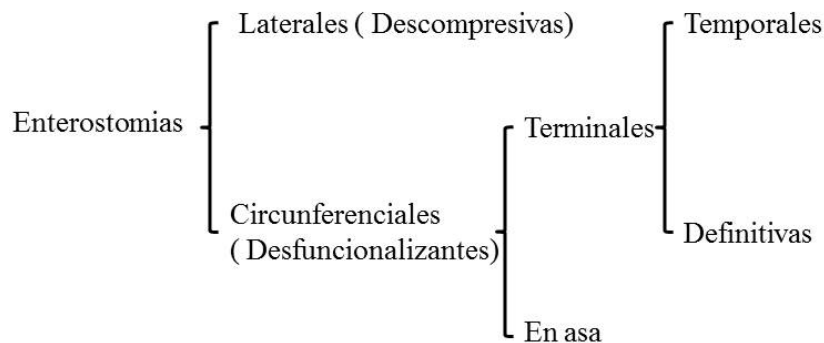 Laterales ( Descompresivas)
Temporales
Enterostomias
Terminales
Circunferenciales
( Desfuncionalizantes)
Definitivas
En asa